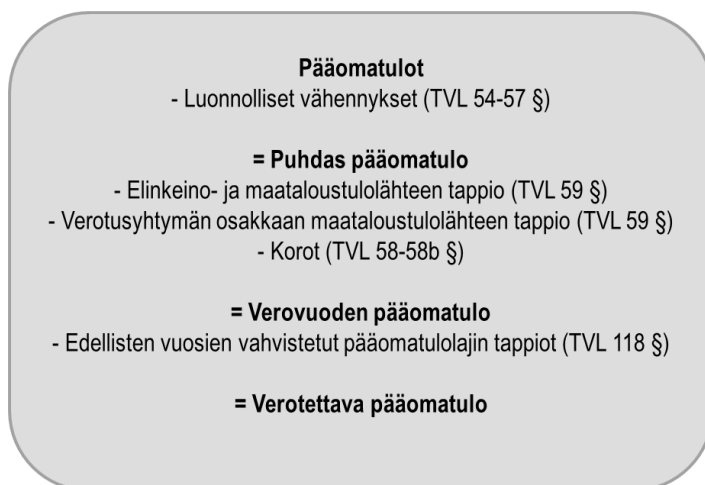 Pääomatulot
- Luonnolliset vähennykset (TVL 54-57 §)
= Puhdas pääomatulo
- Elinkeino- ja maataloustulolähteen tappio (TVL 59 §)
- Verotusyhtymän osakkaan maataloustulolähteen tappio (TVL 59 §)
- Korot (TVL 58-58b §)
= Verovuoden pääomatulo
- Edellisten vuosien vahvistetut pääomatulolajin tappiot (TVL 118 §)
= Verotettava pääomatulo